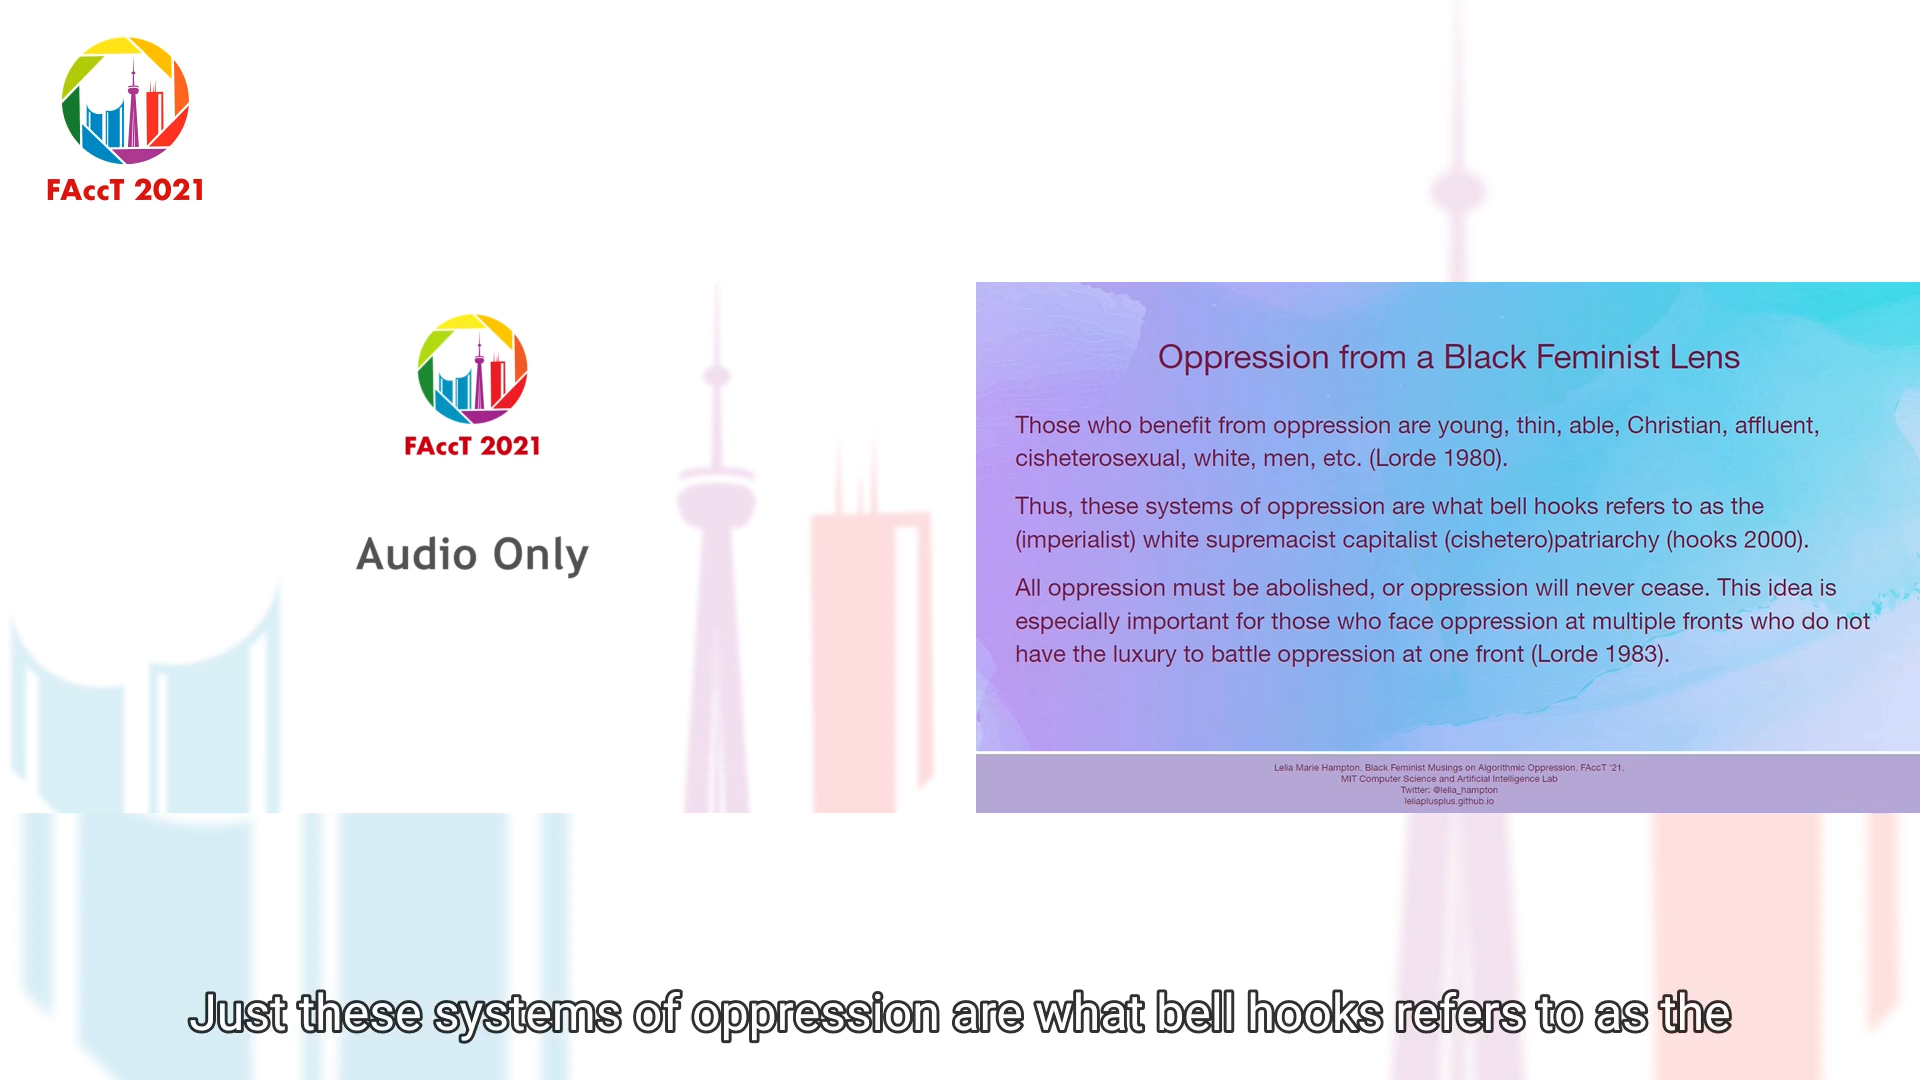 FAccT 2021
FAccT 2021
Audio Only
Oppression from a Black Feminist Lens
Those who benefit from oppression are young, thin, able, Christian, affluent,
cisheterosexual, white, men, etc. (Lorde 1980).
Thus, these systems of oppression are what bell hooks refers to as the
(imperialist) white supremacist capitalist (cishetero)patriarchy (hooks 2000).
All oppression must be abolished, or oppression will never cease. This idea is
especially important for those who face oppression at multiple fronts who do not
have the luxury to battle oppression at one front (Lorde 1983).
Lelia Marie Hampton. Black Feminist Musings on Algorithmic Oppression. FAccT '21.
MIT Computer Science and Artificial Intelligence Lab
Twitter: @lelia_hampton
leliaplusplus.github.io
Just these systems of oppression are what bell hooks refers to as the